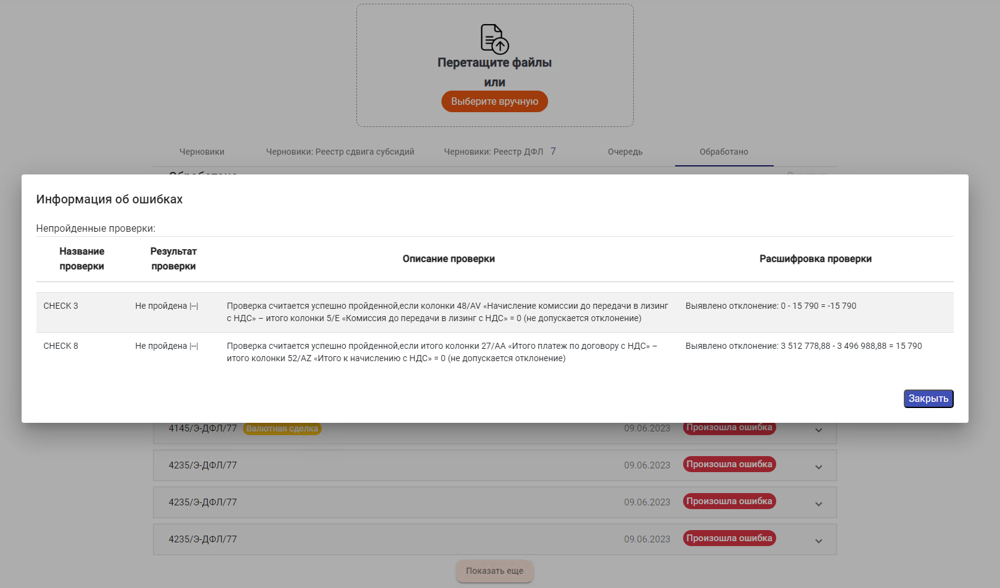 Перетащите файлы
или
Выберите вручную
Черновики
Черновики: Реестр сдвига субсидий
Черновики: Реестр ДФЛ 7
Очередь
Обработано
Информация об ошибках
Непройденные проверки:
Название проверки
Результат проверки
Описание проверки
Расшифровка проверки
CHECK 3
Не пройдена |--|
Проверка считается успешно пройденной,если колонки 48/AV «Начисление комиссии до передачи в лизинг
с НДС» – итого колонки 5/E «Комиссия до передачи в лизинг с НДС» = 0 (не допускается отклонение)
Выявлено отклонение: 0 - 15 790 = -15 790
CHECK 8
Не пройдена |--|
Проверка считается успешно пройденной,если итого колонки 27/AA «Итого платеж по договору с НДС» –
итого колонки 52/AZ «Итого к начислению с НДС» = 0 (не допускается отклонение)
Выявлено отклонение: 3 512 778,88 - 3 496 988,88 = 15 790
Закрыть
4145/Э-ДФЛ/77 Валютная сделка 09.06.2023 Произошла ошибка
4235/Э-ДФЛ/77 09.06.2023 Произошла ошибка
4235/Э-ДФЛ/77 09.06.2023 Произошла ошибка
4235/Э-ДФЛ/77 09.06.2023 Произошла ошибка
Показать еще